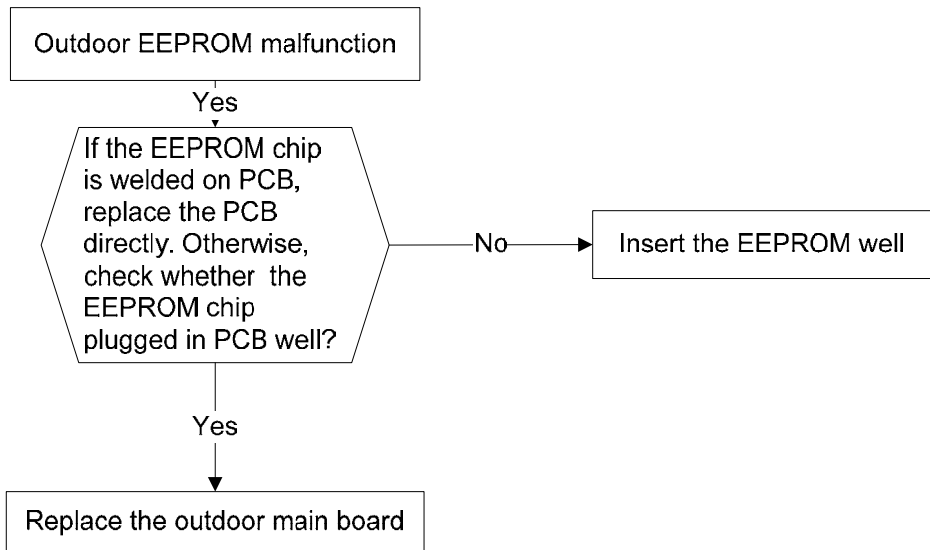 Outdoor EEPROM malfunction
Yes
If the EEPROM chip
is welded on PCB,
replace the PCB
directly. Otherwise,
check whether the
EEPROM chip
plugged in PCB well?
No
Insert the EEPROM well
Yes
Replace the outdoor main board